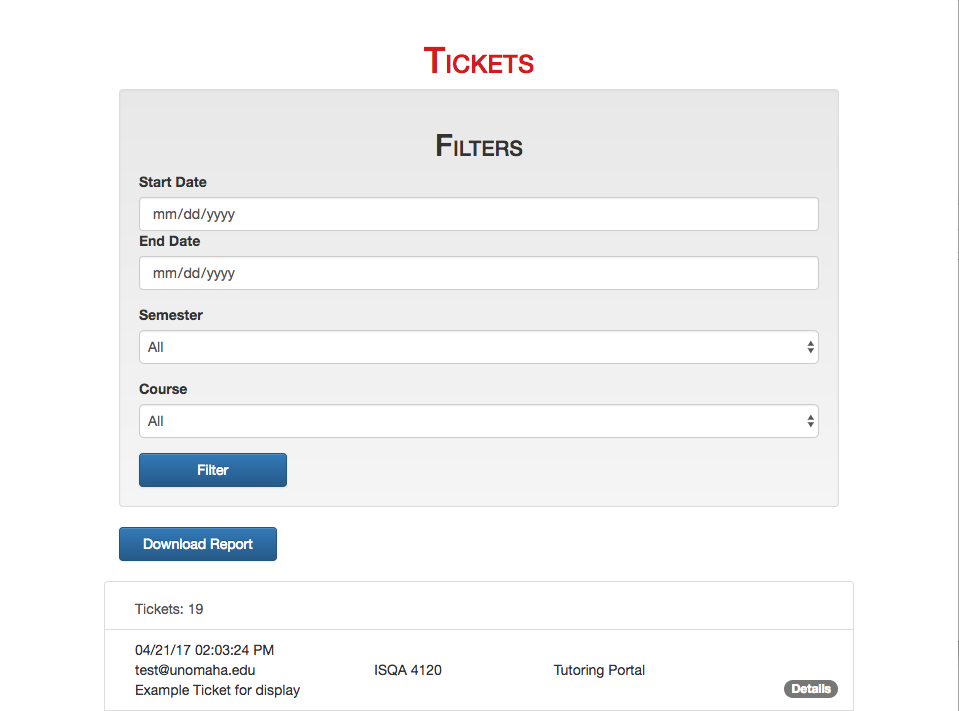 Tickets
Filters
Start Date
mm/dd/yyyy
End Date
mm/dd/yyyy
Semester
All
Course
All
Filter
Download Report
Tickets: 19
04/21/17 02:03:24 PM
test@unomaha.edu ISQA 4120 Tutoring Portal
Example Ticket for display
Details